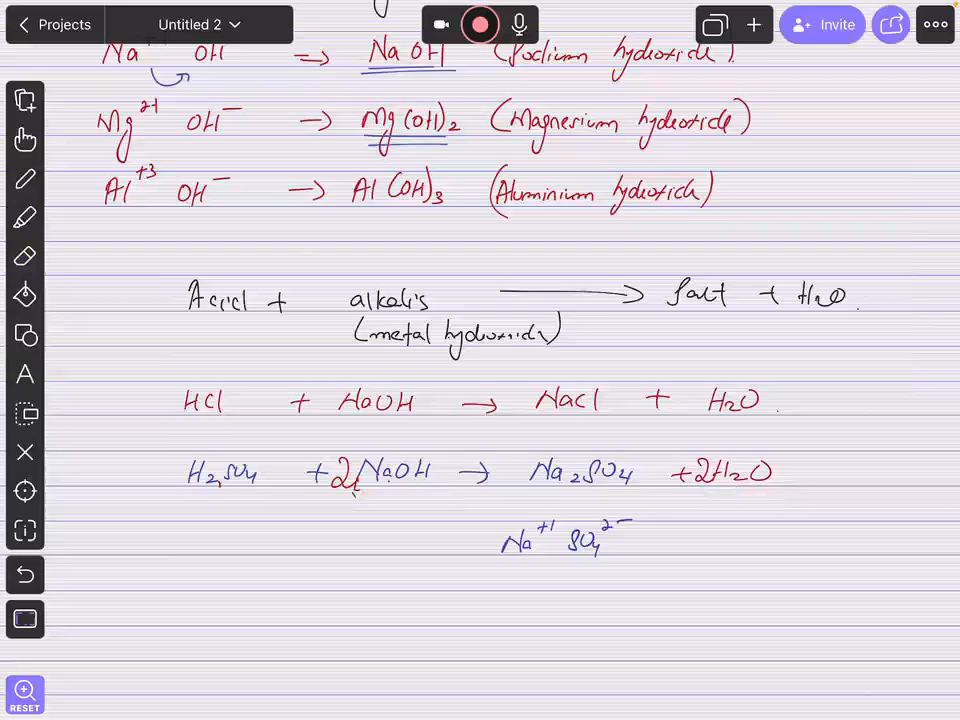 Projects Untitled 2 Invite
Na OH → NaOH (Sodium hydroxide).
Mg²⁺ OH⁻ → Mg(OH)₂ (Magnesium hydroxide)
Al⁺³ OH⁻ → Al(OH)₃ (Aluminium hydroxide)
Acid + alkalis → Salt + H₂O.
(metal hydroxide)
HCl + NaOH → NaCl + H₂O.
H₂SO₄ + 2NaOH → Na₂SO₄ + 2H₂O
Na⁺¹ SO₄²⁻
RESET